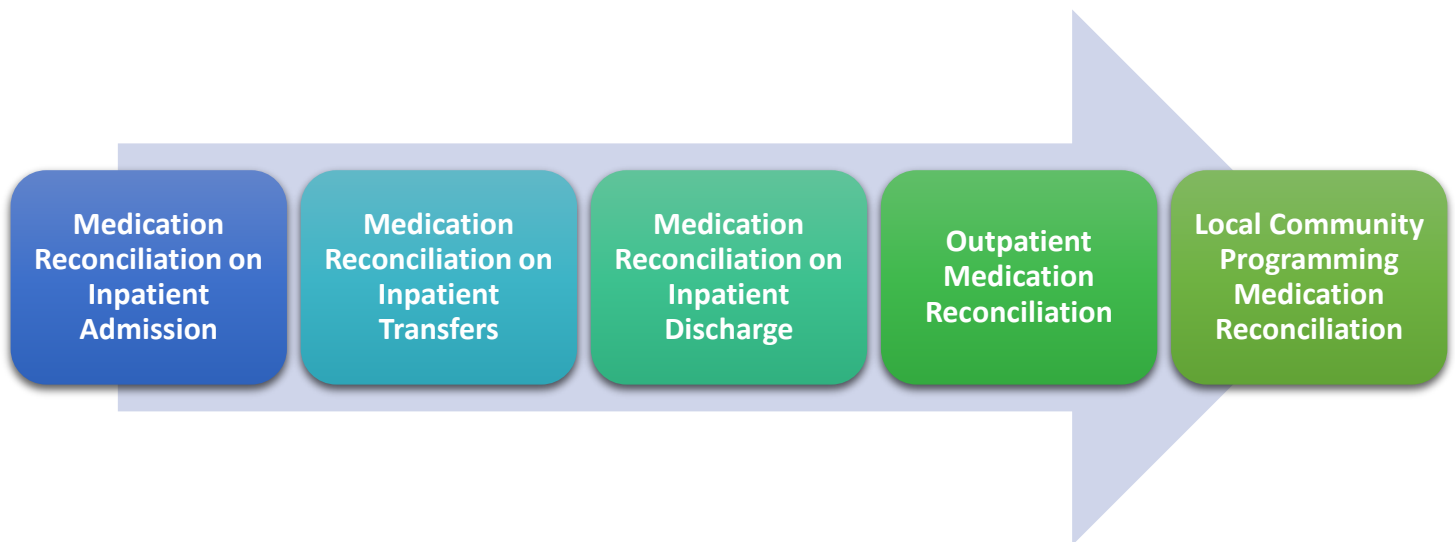 Medication
Reconciliation on
Inpatient
Admission
Medication
Reconciliation on
Inpatient
Transfers
Medication
Reconciliation on
Inpatient
Discharge
Outpatient
Medication
Reconciliation
Local Community
Programming
Medication
Reconciliation